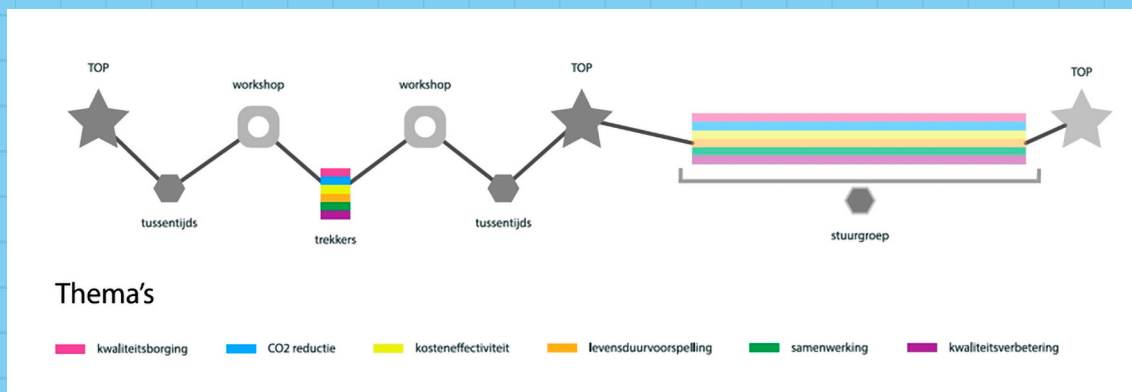 TOP
workshop
workshop
TOP
TOP
tussentijds
trekkers
tussentijds
stuurgroep
Thema's
kwaliteitsborging
CO2 reductie
kosteneffectiviteit
levensduurvoorspelling
samenwerking
kwaliteitsverbetering